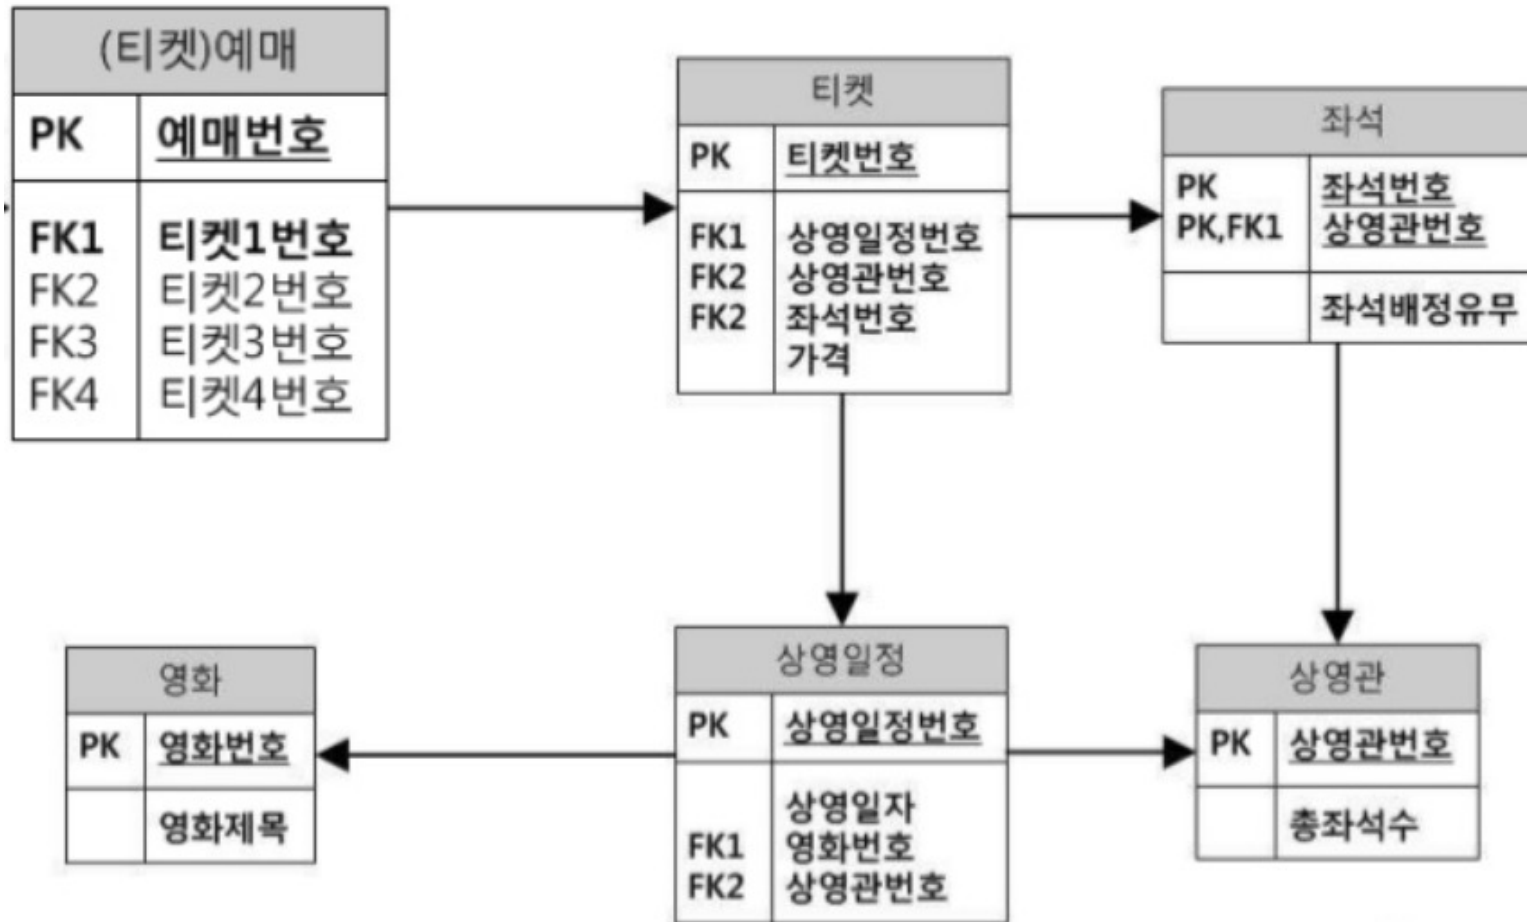 (티켓)예매
PK 예매번호
FK1 티켓1번호
FK2 티켓2번호
FK3 티켓3번호
FK4 티켓4번호
티켓
PK 티켓번호
FK1 상영일정번호
FK2 상영관번호
FK2 좌석번호
가격
좌석
PK 좌석번호
PK,FK1 상영관번호
좌석배정유무
영화
PK 영화번호
영화제목
상영일정
PK 상영일정번호
상영일자
FK1 영화번호
FK2 상영관번호
상영관
PK 상영관번호
총좌석수